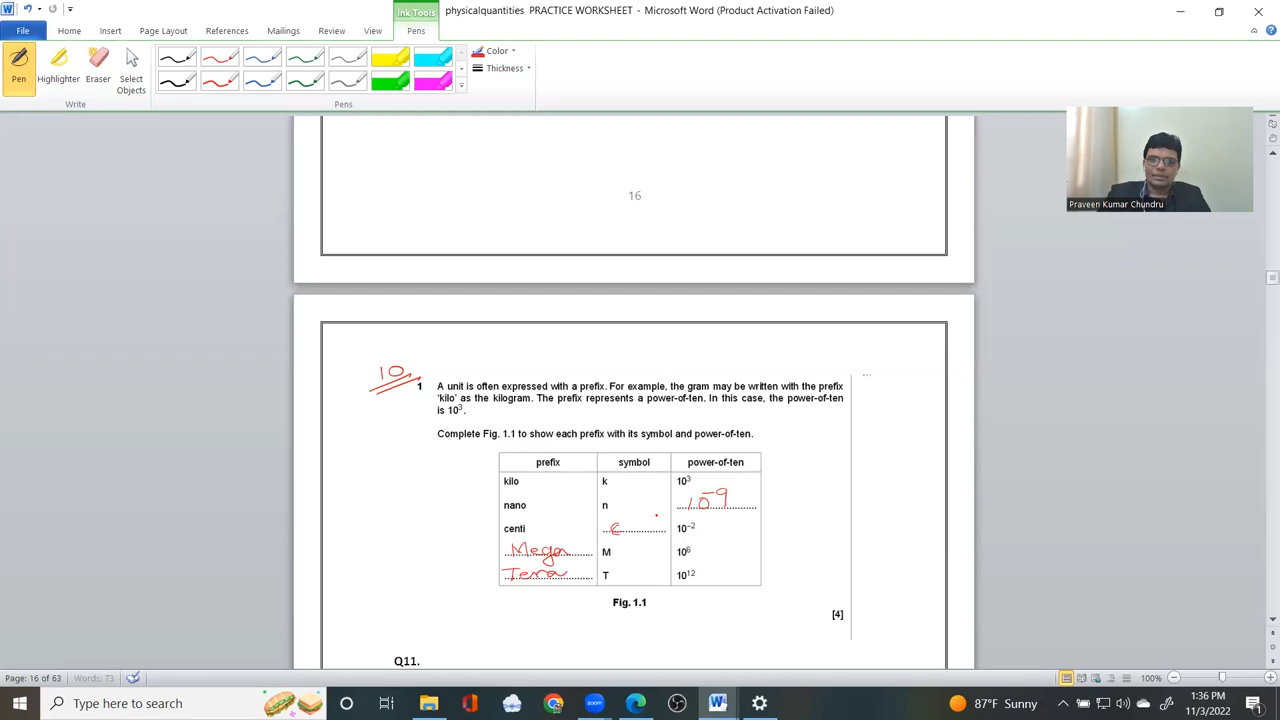 physicalquantities PRACTICE WORKSHEET - Microsoft Word (Product Activation Failed)
Ink Tools
File Home Insert Page Layout References Mailings Review View Pens
Pen Highlighter Eraser Select Objects
Color
Thickness
Write Pens
Praveen Kumar Chundru
16
10
1 A unit is often expressed with a prefix. For example, the gram may be written with the prefix
'kilo' as the kilogram. The prefix represents a power-of-ten. In this case, the power-of-ten
is 10³.
Complete Fig. 1.1 to show each prefix with its symbol and power-of-ten.
prefix symbol power-of-ten
kilo k 10³
nano n 10⁻⁹
centi c 10⁻²
Mega M 10⁶
Tera T 10¹²
Fig. 1.1
[4]
Q11.
Page: 16 of 63 Words: 73 100%
Type here to search
zoom
87°F Sunny
1:36 PM
11/3/2022